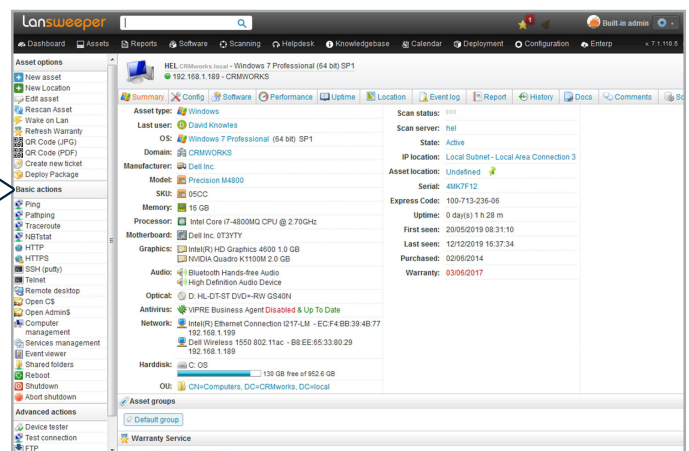 Lansweeper
1
Built-in admin
Dashboard Assets Reports Software Scanning Helpdesk Knowledgebase Calendar Deployment Configuration Enterp v. 7.1.110.5
Asset options
New asset
New Location
Edit asset
Rescan Asset
Wake on Lan
Refresh Warranty
QR Code (JPG)
QR Code (PDF)
Create new ticket
Deploy Package
Basic actions
Ping
Pathping
Traceroute
NBTstat
HTTP
HTTPS
SSH (putty)
Telnet
Remote desktop
Open C$
Open Admin$
Computer
management
Services management
Event viewer
Shared folders
Reboot
Shutdown
Abort shutdown
Advanced actions
Device tester
Test connection
FTP
HEL CRMworks.local - Windows 7 Professional (64 bit) SP1
192.168.1.189 - CRMWORKS
Summary Config Software Performance Uptime Location Event log Report History Docs Comments Sc
Asset type: Windows
Last user: David Knowles
OS: Windows 7 Professional (64 bit) SP1
Domain: CRMWORKS
Manufacturer: Dell Inc.
Model: Precision M4800
SKU: 05CC
Memory: 16 GB
Processor: Intel Core i7-4800MQ CPU @ 2.70GHz
Motherboard: Dell Inc. 0T3YTY
Graphics: Intel(R) HD Graphics 4600 1.0 GB
NVIDIA Quadro K1100M 2.0 GB
Audio: Bluetooth Hands-free Audio
High Definition Audio Device
Optical: D: HL-DT-ST DVD+-RW GS40N
Antivirus: VIPRE Business Agent Disabled & Up To Date
Network: Intel(R) Ethernet Connection I217-LM - EC:F4:BB:39:4B:77
192.168.1.199
Dell Wireless 1550 802.11ac - B8:EE:65:33:80:29
192.168.1.189
Harddisk: C: OS
130 GB free of 952.6 GB
OU: CN=Computers, DC=CRMworks, DC=local
Scan status:
Scan server: hel
State: Active
IP location: Local Subnet - Local Area Connection 3
Asset location: Undefined
Serial: 4MK7F12
Express Code: 100-713-236-06
Uptime: 0 day(s) 1 h 28 m
First seen: 20/05/2019 08:31:10
Last seen: 12/12/2019 16:37:34
Purchased: 02/06/2014
Warranty: 03/06/2017
Asset groups
Default group
Warranty Service